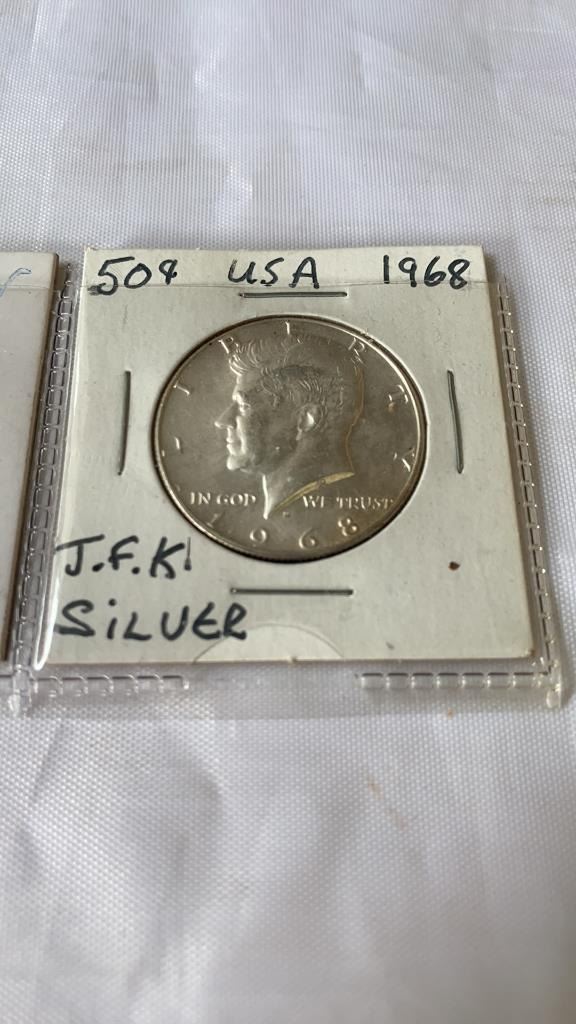 50¢ USA 1968
LIBERTY
IN GOD WE TRUST
1968
J.F.K
SILVER